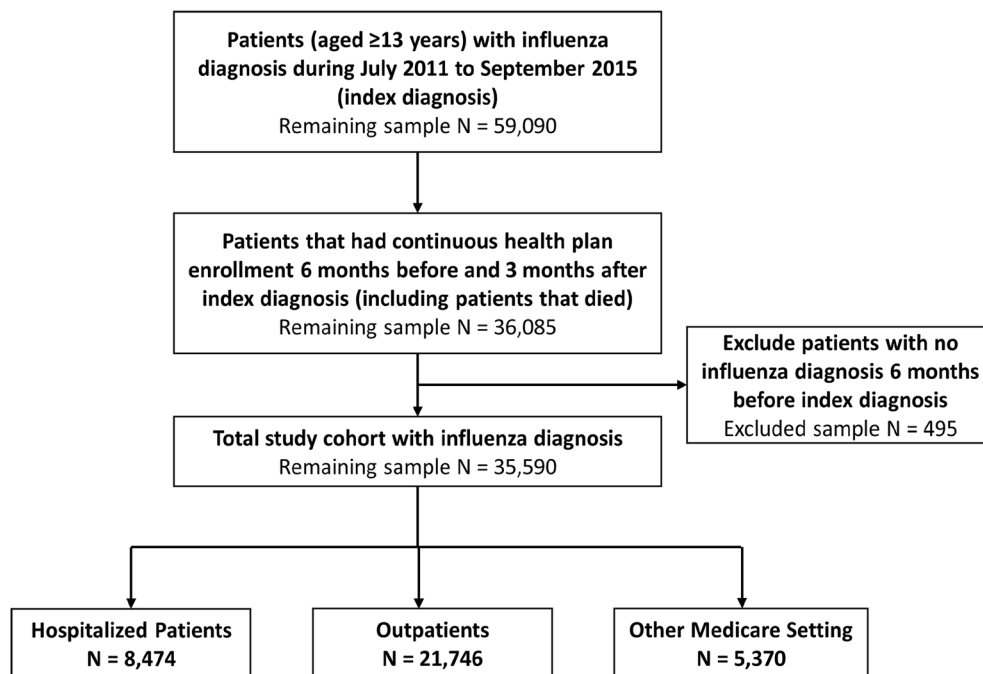 Patients (aged ≥13 years) with influenza
diagnosis during July 2011 to September 2015
(index diagnosis)
Remaining sample N = 59,090
Patients that had continuous health plan
enrollment 6 months before and 3 months after
index diagnosis (including patients that died)
Remaining sample N = 36,085
Exclude patients with no
influenza diagnosis 6 months
before index diagnosis
Excluded sample N = 495
Total study cohort with influenza diagnosis
Remaining sample N = 35,590
Hospitalized Patients
N = 8,474
Outpatients
N = 21,746
Other Medicare Setting
N = 5,370